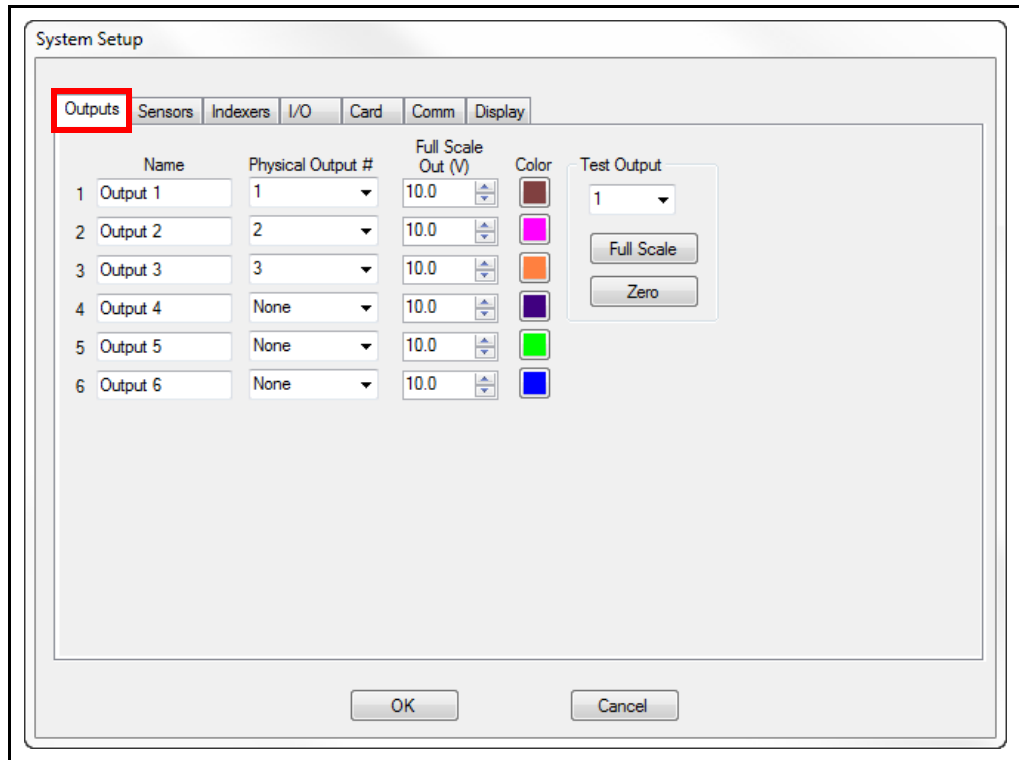 System Setup
Outputs Sensors Indexers I/O Card Comm Display
Name Physical Output # Full Scale Out (V) Color Test Output
1 Output 1 1 10.0 1
2 Output 2 2 10.0 Full Scale
3 Output 3 3 10.0 Zero
4 Output 4 None 10.0
5 Output 5 None 10.0
6 Output 6 None 10.0
OK Cancel